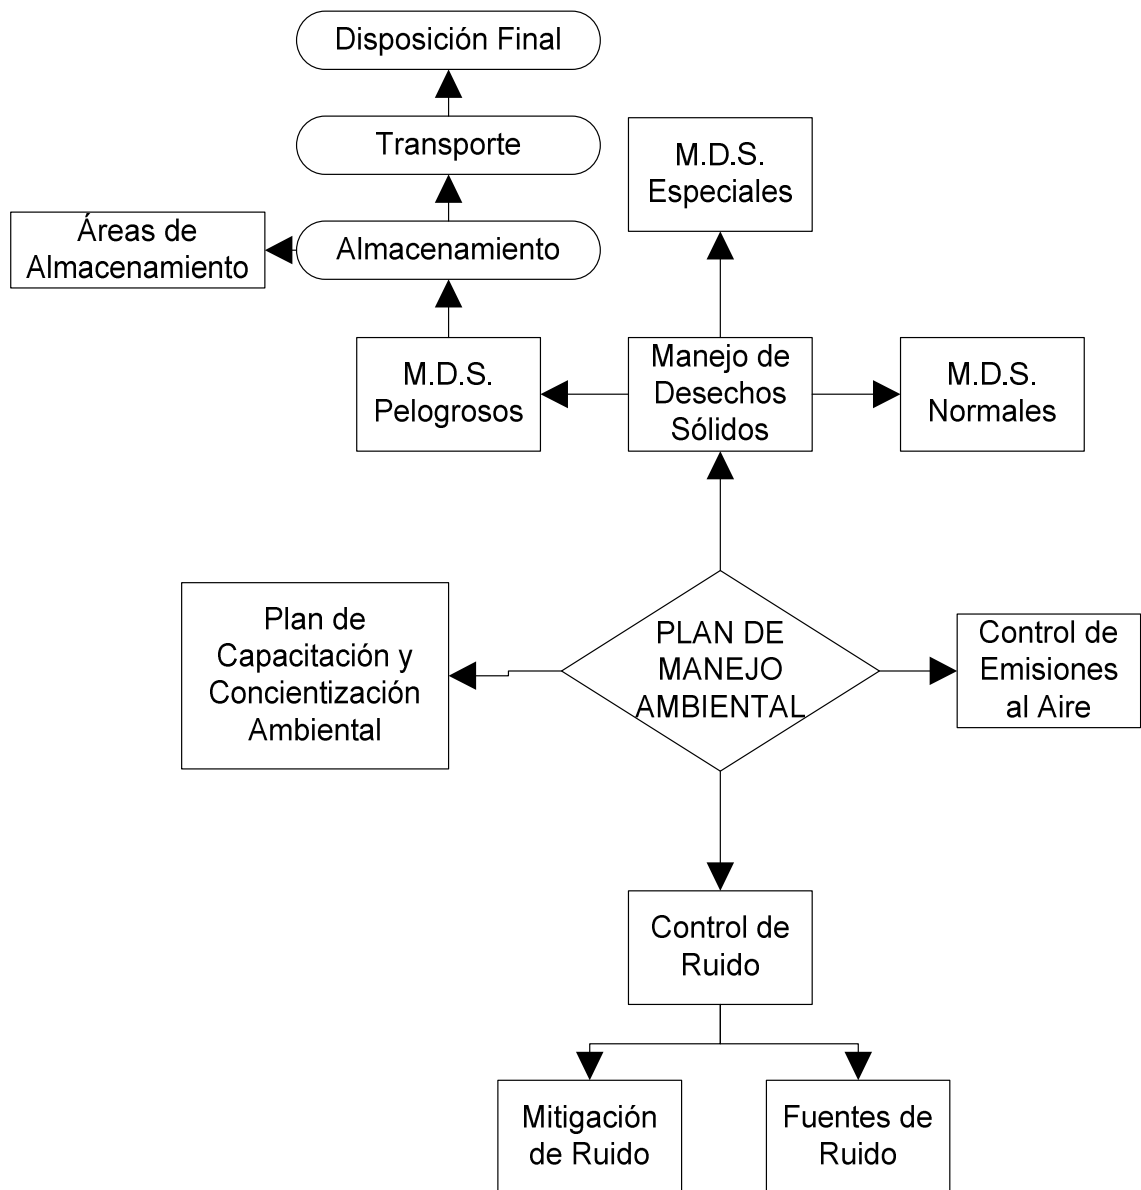 Disposición Final
Transporte
M.D.S.
Especiales
Áreas de
Almacenamiento
Almacenamiento
M.D.S.
Pelogrosos
Manejo de
Desechos
Sólidos
M.D.S.
Normales
Plan de
Capacitación y
Concientización
Ambiental
PLAN DE
MANEJO
AMBIENTAL
Control de
Emisiones
al Aire
Control de
Ruido
Mitigación
de Ruido
Fuentes de
Ruido